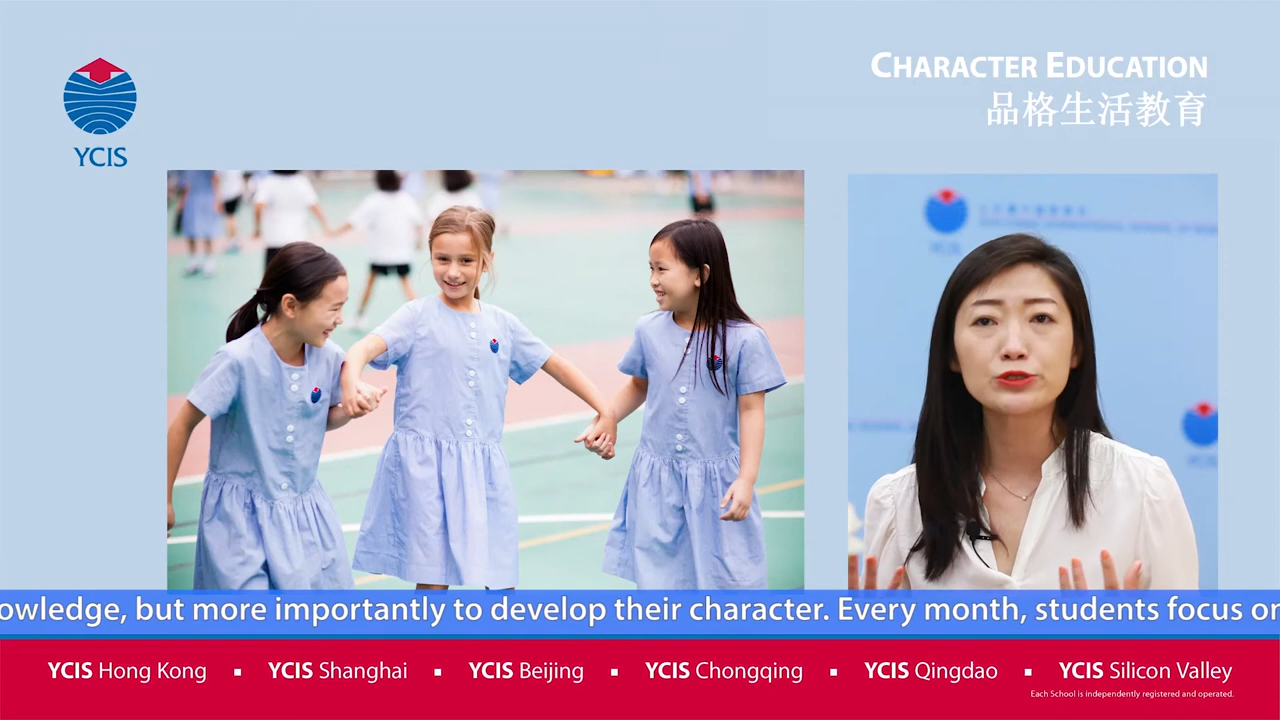 CHARACTER EDUCATION
品格生活教育
YCIS
owledge, but more importantly to develop their character. Every month, students focus on
YCIS Hong Kong ▪ YCIS Shanghai ▪ YCIS Beijing ▪ YCIS Chongqing ▪ YCIS Qingdao ▪ YCIS Silicon Valley
Each School is independently registered and operated.